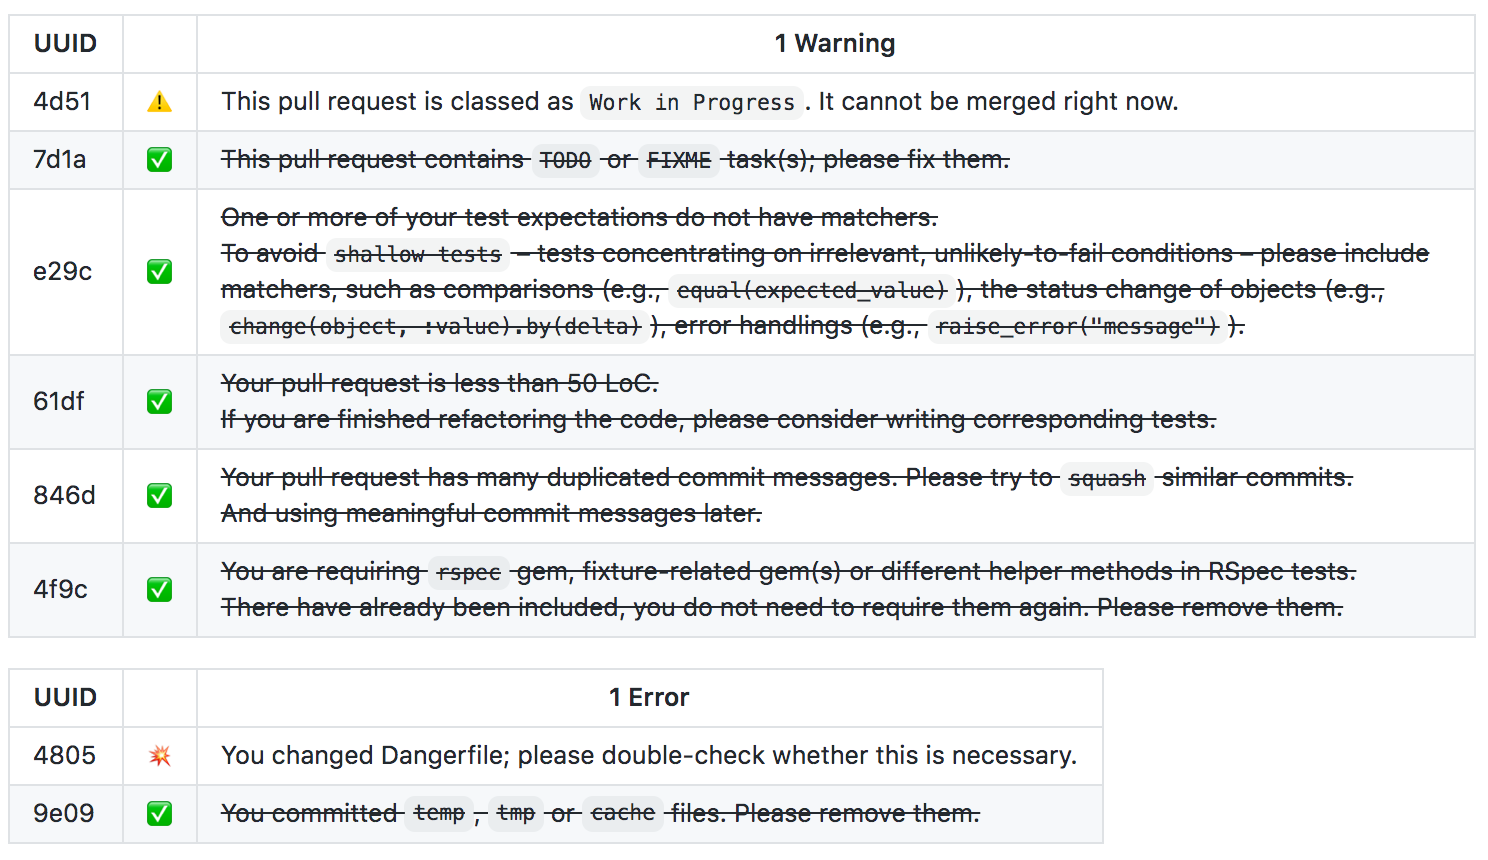 UUID 1 Warning
4d51 ⚠️ This pull request is classed as Work in Progress. It cannot be merged right now.
7d1a ✅ This pull request contains TODO or FIXME task(s); please fix them.
One or more of your test expectations do not have matchers.
To avoid shallow tests – tests concentrating on irrelevant, unlikely-to-fail conditions – please include
e29c ✅ matchers, such as comparisons (e.g., equal(expected_value) ), the status change of objects (e.g.,
change(object, :value).by(delta) ), error handlings (e.g., raise_error("message") ).
Your pull request is less than 50 LoC.
61df ✅ If you are finished refactoring the code, please consider writing corresponding tests.
Your pull request has many duplicated commit messages. Please try to squash similar commits.
846d ✅ And using meaningful commit messages later.
You are requiring rspec gem, fixture-related gem(s) or different helper methods in RSpec tests.
4f9c ✅ There have already been included, you do not need to require them again. Please remove them.
UUID 1 Error
4805 💥 You changed Dangerfile; please double-check whether this is necessary.
9e09 ✅ You committed temp, tmp or cache files. Please remove them.